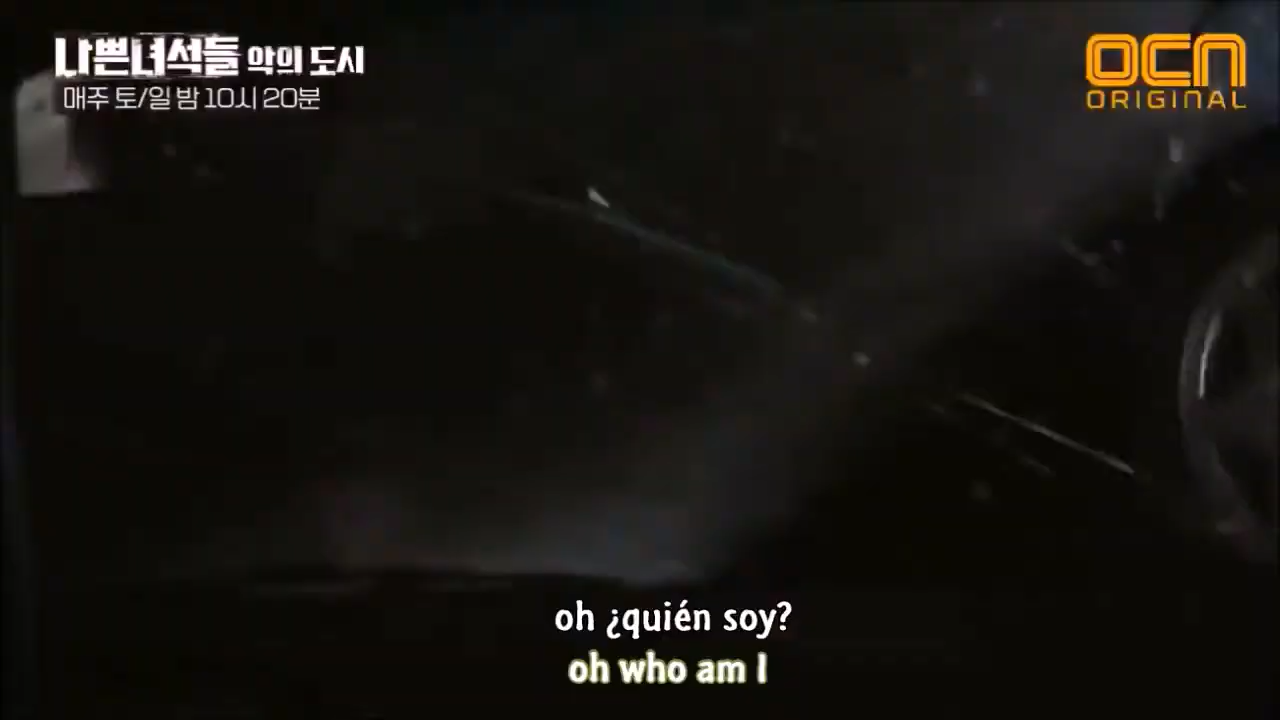 나쁜녀석들 악의 도시
매주 토/일 밤 10시 20분
OCN
ORIGINAL
oh ¿quién soy?
oh who am I